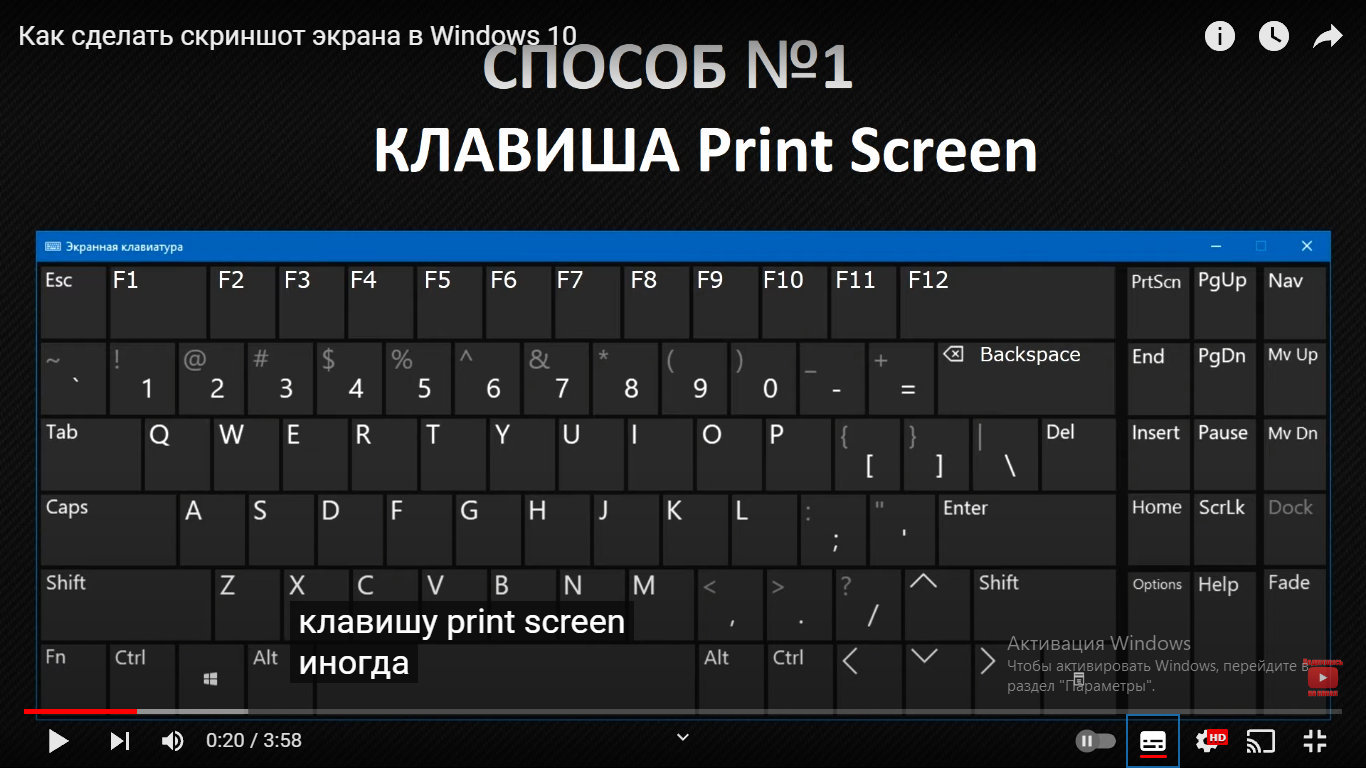 Как сделать скриншот экрана в Windows 10
СПОСОБ №1
КЛАВИША Print Screen
Экранная клавиатура
Esc F1 F2 F3 F4 F5 F6 F7 F8 F9 F10 F11 F12 PrtScn PgUp Nav
~ ` ! 1 @ 2 # 3 $ 4 % 5 ^ 6 & 7 * 8 ( 9 ) 0 _ - + = Backspace End PgDn Mv Up
Tab Q W E R T Y U I O P { [ } ] | \ Del Insert Pause Mv Dn
Caps A S D F G H J K L : ; " ' Enter Home ScrLk Dock
Shift Z X C V B N M < , > . ? / Shift Options Help Fade
клавишу print screen
иногда
Fn Ctrl Alt Alt Ctrl
Активация Windows
Чтобы активировать Windows, перейдите в
раздел "Параметры".
0:20 / 3:58
HD